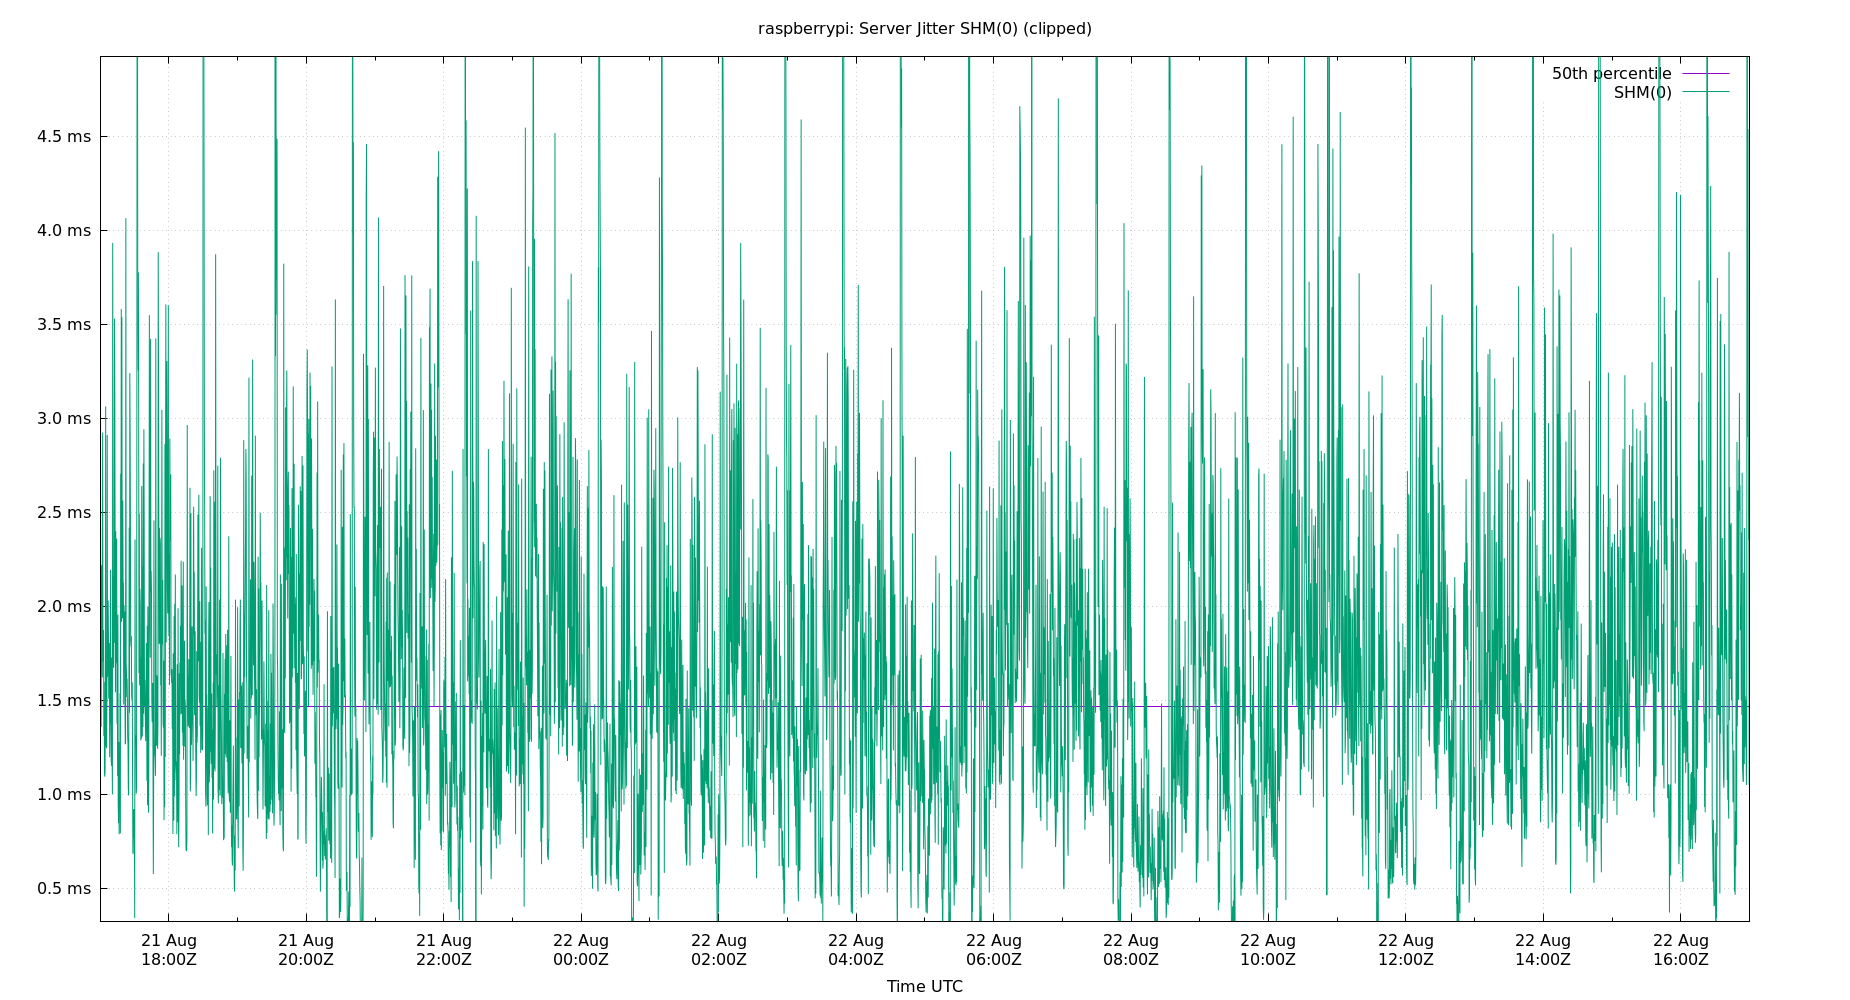 raspberrypi: Server Jitter SHM(0) (clipped)
50th percentile
SHM(0)
4.5 ms
4.0 ms
3.5 ms
3.0 ms
2.5 ms
2.0 ms
1.5 ms
1.0 ms
0.5 ms
21 Aug 21 Aug 21 Aug 22 Aug 22 Aug 22 Aug 22 Aug 22 Aug 22 Aug 22 Aug 22 Aug 22 Aug
18:00Z 20:00Z 22:00Z 00:00Z 02:00Z 04:00Z 06:00Z 08:00Z 10:00Z 12:00Z 14:00Z 16:00Z
Time UTC